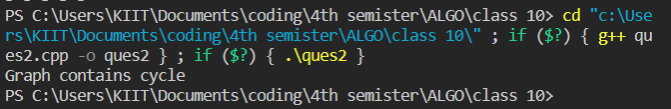 PS C:\Users\KIIT\Documents\coding\4th semister\ALGO\class 10> cd "c:\Use
rs\KIIT\Documents\coding\4th semister\ALGO\class 10\" ; if ($?) { g++ qu
es2.cpp -o ques2 } ; if ($?) { .\ques2 }
Graph contains cycle
PS C:\Users\KIIT\Documents\coding\4th semister\ALGO\class 10>